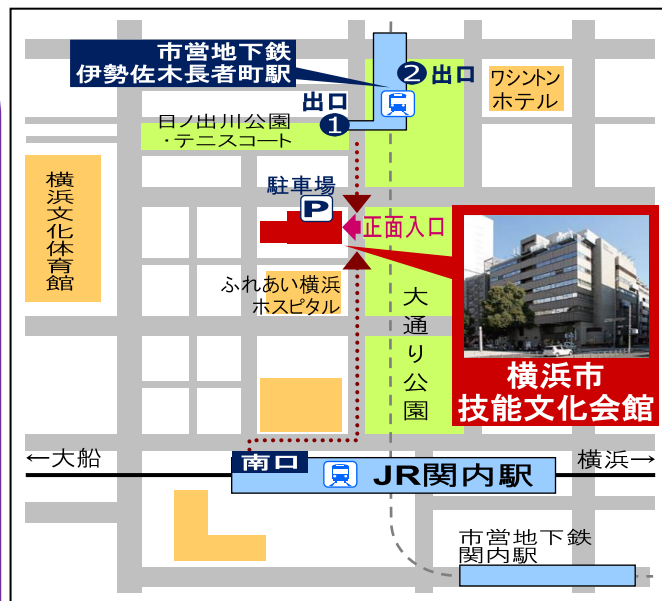 市営地下鉄
伊勢佐木長者町駅
❷出口
ワシントン
ホテル
出口
❶
日ノ出川公園
・テニスコート
横浜文化体育館
駐車場
P
正面入口
ふれあい横浜
ホスピタル
大通り公園
横浜市
技能文化会館
←大船
南口
JR関内駅
横浜→
市営地下鉄
関内駅